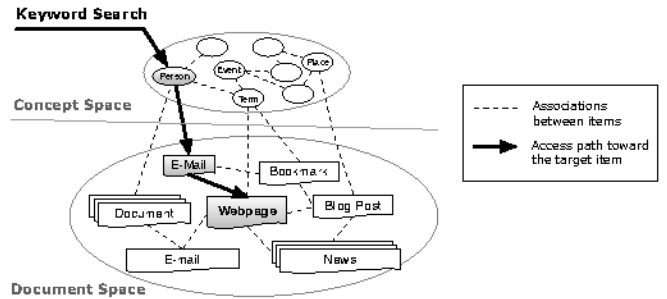 Keyword Search
Place
Event
Person
Term
Concept Space
Associations
between items
Access path toward
the target item
E-Mail
Bookmark
Document
Webpage
Blog Post
E-mail
News
Document Space